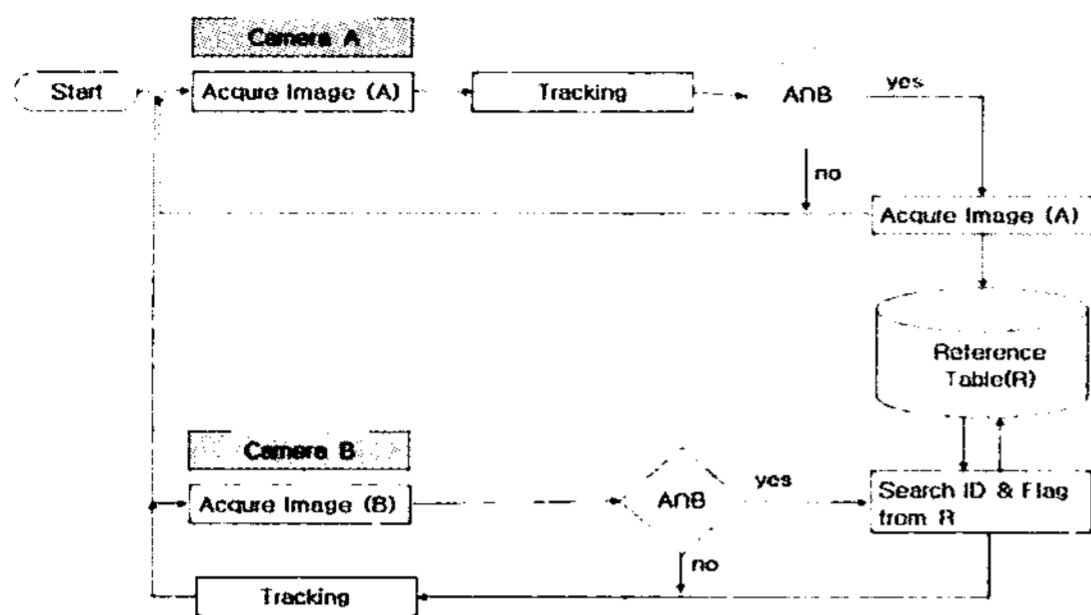 Camera A
Start
Acqure Image (A)
Tracking
A∩B
yes
no
Acqure Image (A)
Reference
Table(R)
Camera B
Acqure Image (B)
A∩B
yes
Search ID & Flag
from R
no
Tracking